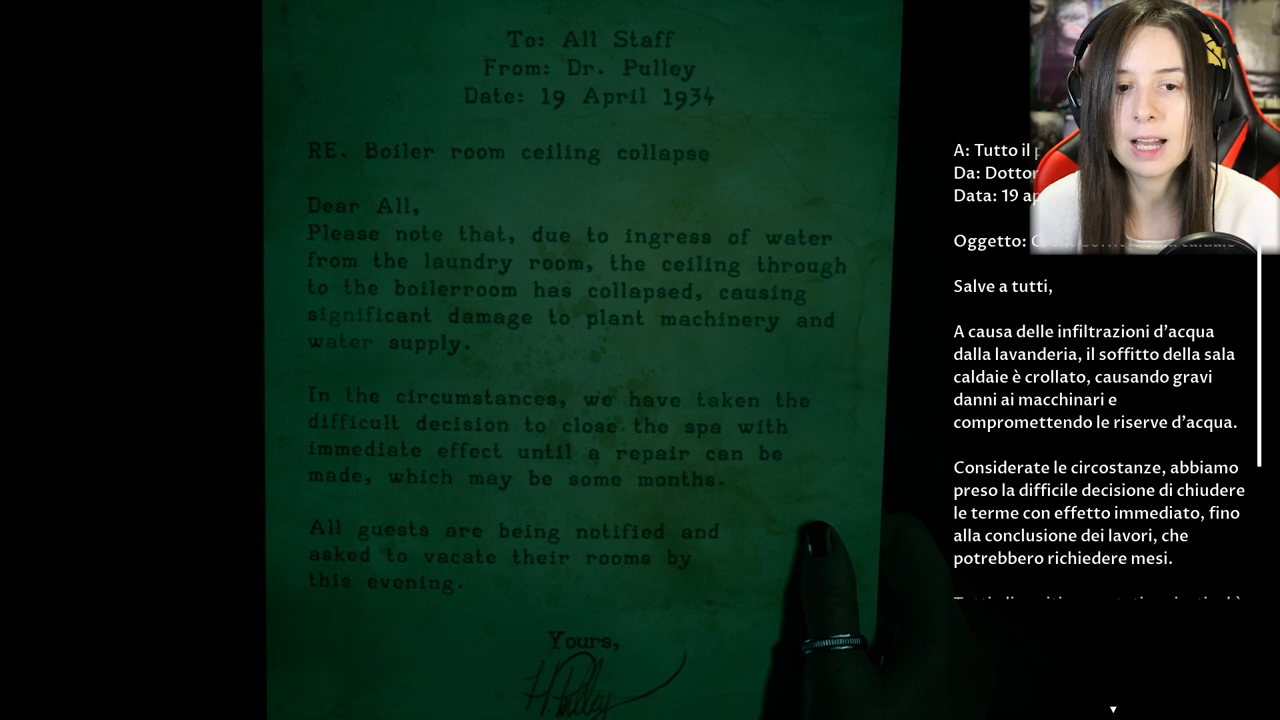 To: All Staff
From: Dr. Pulley
Date: 19 April 1934
RE. Boiler room ceiling collapse
Dear All,
Please note that, due to ingress of water
from the laundry room, the ceiling through
to the boilerroom has collapsed, causing
significant damage to plant machinery and
water supply.
In the circumstances, we have taken the
difficult decision to close the spa with
immediate effect until a repair can be
made, which may be some months.
All guests are being notified and
asked to vacate their rooms by
this evening.
Yours,
H Pulley
A: Tutto il
Da: Dottor
Data: 19
Oggetto:
Salve a tutti,
A causa delle infiltrazioni d'acqua
dalla lavanderia, il soffitto della sala
caldaie è crollato, causando gravi
danni ai macchinari e
compromettendo le riserve d'acqua.
Considerate le circostanze, abbiamo
preso la difficile decisione di chiudere
le terme con effetto immediato, fino
alla conclusione dei lavori, che
potrebbero richiedere mesi.